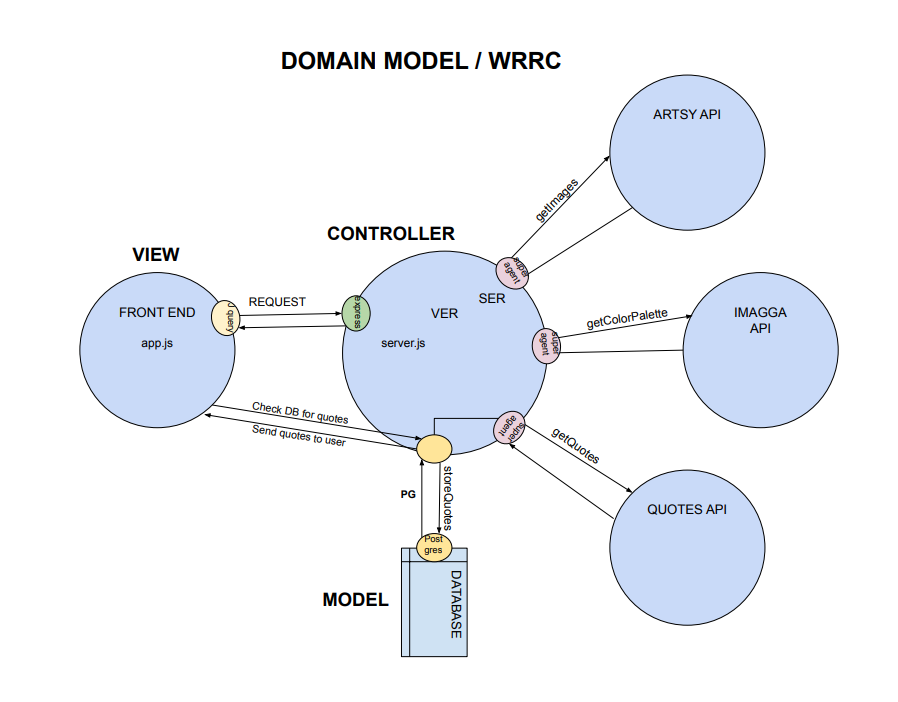 DOMAIN MODEL / WRRC
ARTSY API
getImages
CONTROLLER
VIEW
super
agent
SER
VER
FRONT END
app.js
J query
REQUEST
express
server.js
super
agent
getColorPalette
IMAGGA
API
Check DB for quotes
Send quotes to user
super
agent
getQuotes
QUOTES API
PG
storeQuotes
Post
gres
MODEL
DATABASE